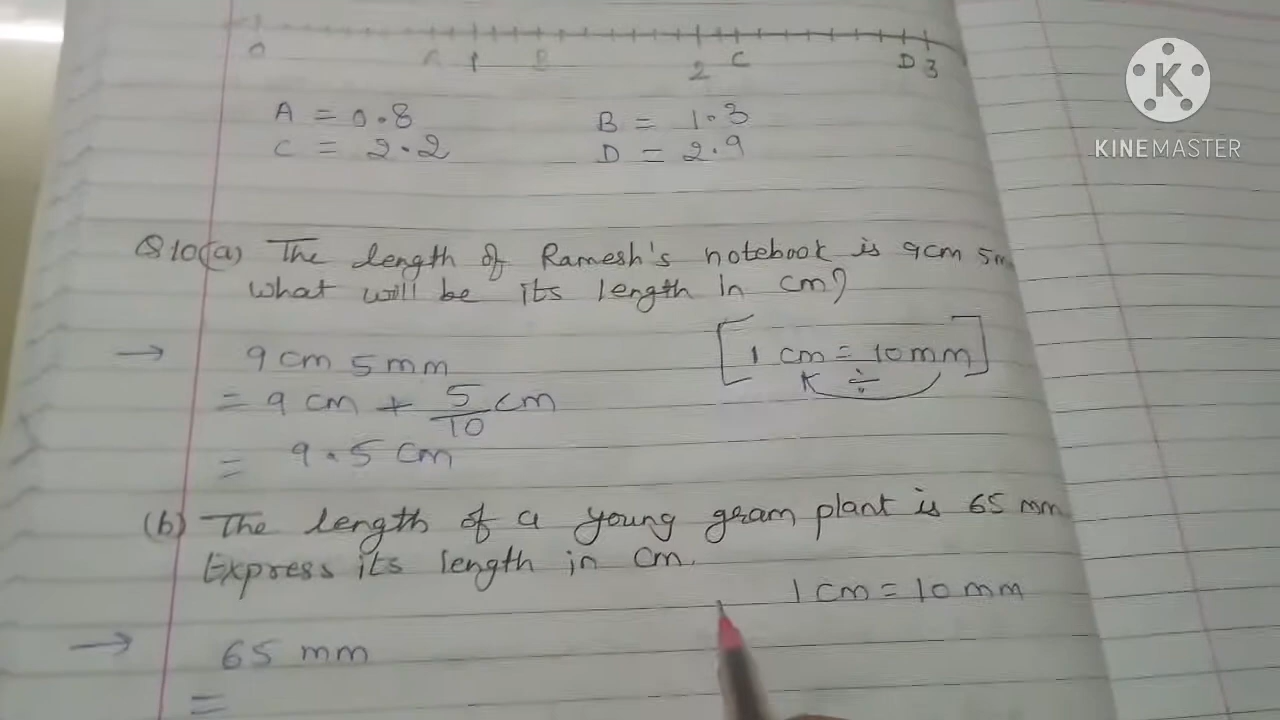 0 A 1 B 2 C D 3
A = 0.8 B = 1.3
C = 2.2 D = 2.9
Q10(a) The length of Ramesh's notebook is 9cm 5m
what will be its length in cm?
→ 9 cm 5 mm [1 cm = 10 mm]
÷
= 9 cm + 5/10 cm
= 9.5 cm
(b) The length of a young gram plant is 65 mm
Express its length in cm.
1 cm = 10 mm
→ 65 mm
=
K
KINEMASTER